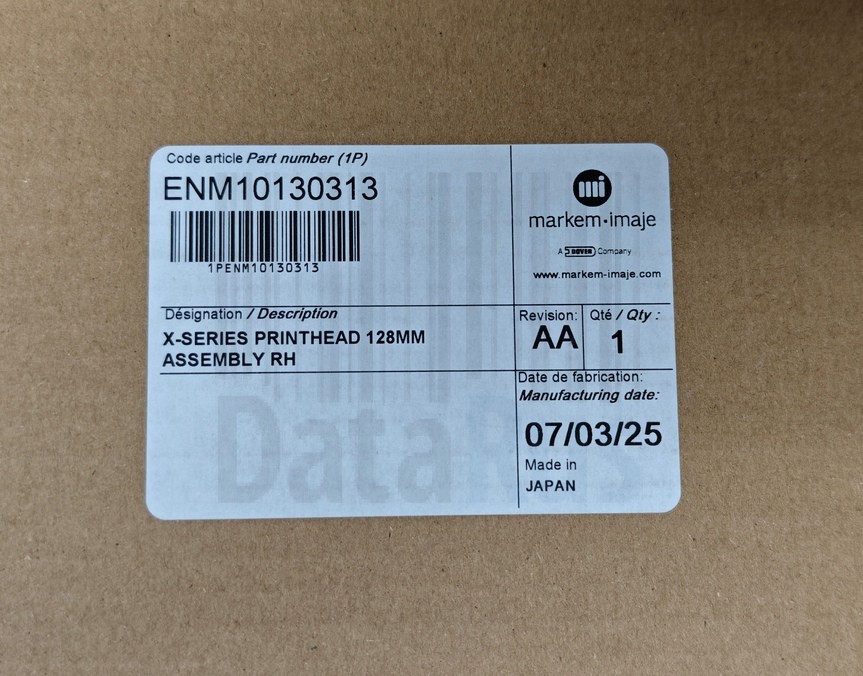 Code article Part number (1P)
ENM10130313
1PENM10130313
mi
markem·imaje
A DOVER Company
www.markem-imaje.com
Désignation / Description
X-SERIES PRINTHEAD 128MM
ASSEMBLY RH
Revision:
AA
Qté / Qty :
1
Date de fabrication:
Manufacturing date:
07/03/25
Made in
JAPAN